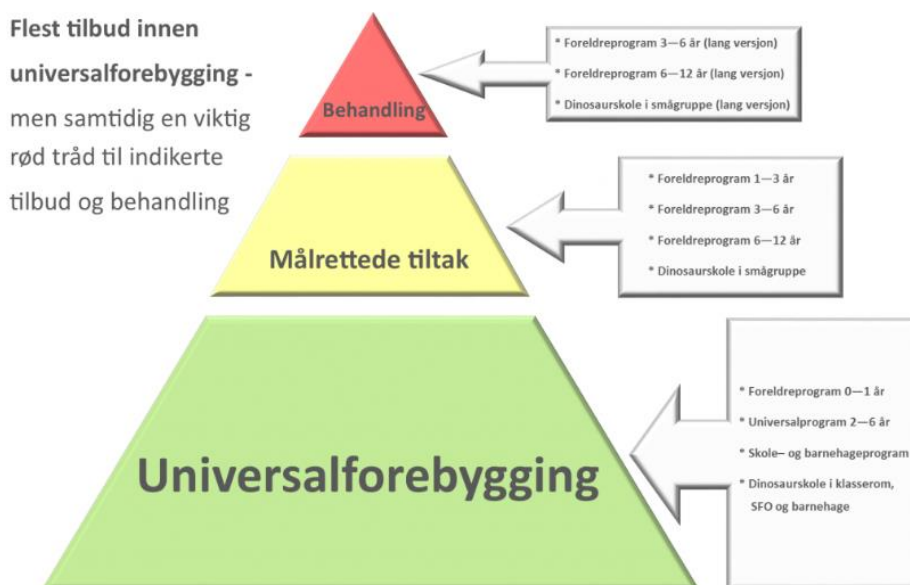 Flest tilbud innen
universalforebygging -
men samtidig en viktig
rød tråd til indikerte
tilbud og behandling
Behandling
* Foreldreprogram 3—6 år (lang versjon)
* Foreldreprogram 6—12 år (lang versjon)
* Dinosaurskole i smågruppe (lang versjon)
Målrettede tiltak
* Foreldreprogram 1—3 år
* Foreldreprogram 3—6 år
* Foreldreprogram 6—12 år
* Dinosaurskole i smågruppe
Universalforebygging
* Foreldreprogram 0—1 år
* Universalprogram 2—6 år
* Skole– og barnehageprogram
* Dinosaurskole i klasserom,
SFO og barnehage